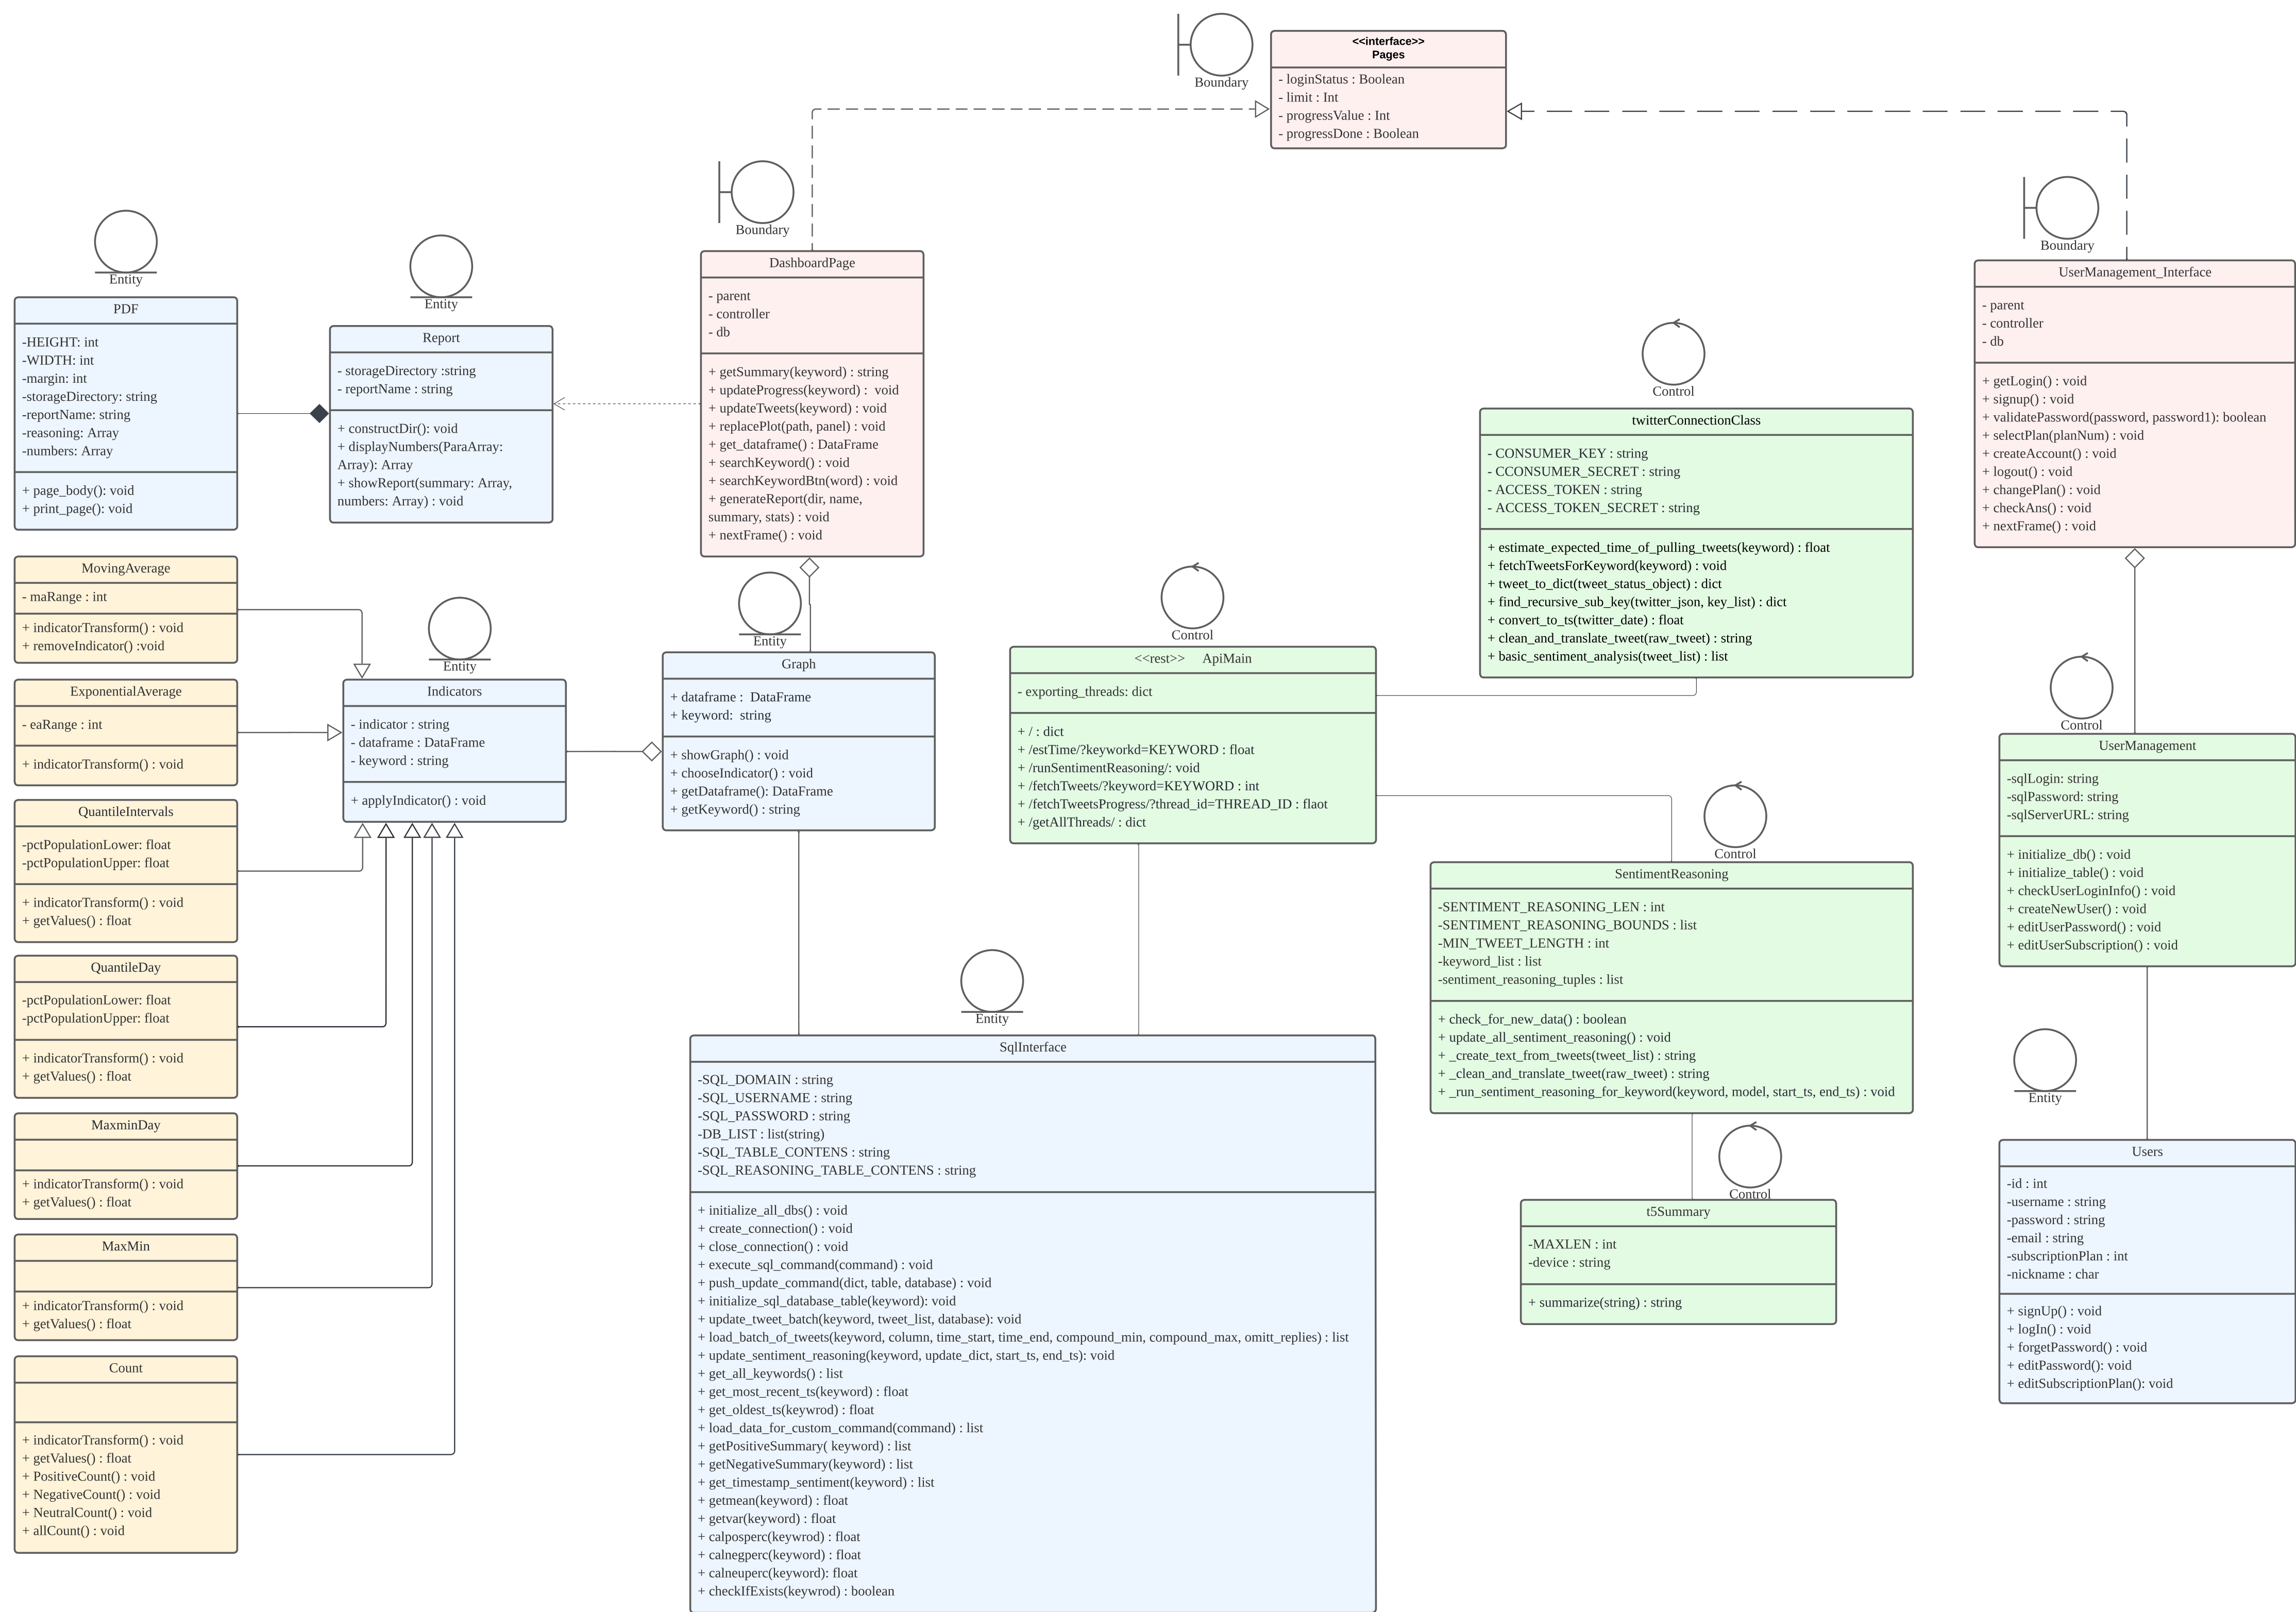 Boundary
<<interface>>
Pages
- loginStatus : Boolean
- limit : Int
- progressValue : Int
- progressDone : Boolean
Boundary
DashboardPage
- parent
- controller
- db
+ getSummary(keyword) : string
+ updateProgress(keyword) :  void
+ updateTweets(keyword) : void
+ replacePlot(path, panel) : void
+ get_dataframe() : DataFrame
+ searchKeyword() : void
+ searchKeywordBtn(word) : void
+ generateReport(dir, name,
summary, stats) : void
+ nextFrame() : void
Boundary
UserManagement_Interface
- parent
- controller
- db
+ getLogin() : void
+ signup() : void
+ validatePassword(password, password1): boolean
+ selectPlan(planNum) : void
+ createAccount() : void
+ logout() : void
+ changePlan() : void
+ checkAns() : void
+ nextFrame() : void
Entity
PDF
-HEIGHT: int
-WIDTH: int
-margin: int
-storageDirectory: string
-reportName: string
-reasoning: Array
-numbers: Array
+ page_body(): void
+ print_page(): void
Entity
Report
- storageDirectory :string
- reportName : string
+ constructDir(): void
+ displayNumbers(ParaArray:
Array): Array
+ showReport(summary: Array,
numbers: Array) : void
MovingAverage
- maRange : int
+ indicatorTransform() : void
+ removeIndicator() :void
ExponentialAverage
- eaRange : int
+ indicatorTransform() : void
QuantileIntervals
-pctPopulationLower: float
-pctPopulationUpper: float
+ indicatorTransform() : void
+ getValues() : float
QuantileDay
-pctPopulationLower: float
-pctPopulationUpper: float
+ indicatorTransform() : void
+ getValues() : float
MaxminDay
+ indicatorTransform() : void
+ getValues() : float
MaxMin
+ indicatorTransform() : void
+ getValues() : float
Count
+ indicatorTransform() : void
+ getValues() : float
+ PositiveCount() : void
+ NegativeCount() : void
+ NeutralCount() : void
+ allCount() : void
Entity
Indicators
- indicator : string
- dataframe : DataFrame
- keyword : string
+ applyIndicator() : void
Entity
Graph
+ dataframe :  DataFrame
+ keyword:  string
+ showGraph() : void
+ chooseIndicator() : void
+ getDataframe(): DataFrame
+ getKeyword() : string
Control
<<rest>>     ApiMain
- exporting_threads: dict
+ / : dict
+ /estTime/?keyworkd=KEYWORD : float
+ /runSentimentReasoning/: void
+ /fetchTweets/?keyword=KEYWORD : int
+ /fetchTweetsProgress/?thread_id=THREAD_ID : flaot
+ /getAllThreads/ : dict
Control
twitterConnectionClass
- CONSUMER_KEY : string
- CCONSUMER_SECRET : string
- ACCESS_TOKEN : string
- ACCESS_TOKEN_SECRET : string
+ estimate_expected_time_of_pulling_tweets(keyword) : float
+ fetchTweetsForKeyword(keyword) : void
+ tweet_to_dict(tweet_status_object) : dict
+ find_recursive_sub_key(twitter_json, key_list) : dict
+ convert_to_ts(twitter_date) : float
+ clean_and_translate_tweet(raw_tweet) : string
+ basic_sentiment_analysis(tweet_list) : list
Control
SentimentReasoning
-SENTIMENT_REASONING_LEN : int
-SENTIMENT_REASONING_BOUNDS : list
-MIN_TWEET_LENGTH : int
-keyword_list : list
-sentiment_reasoning_tuples : list
+ check_for_new_data() : boolean
+ update_all_sentiment_reasoning() : void
+ _create_text_from_tweets(tweet_list) : string
+ _clean_and_translate_tweet(raw_tweet) : string
+ _run_sentiment_reasoning_for_keyword(keyword, model, start_ts, end_ts) : void
Control
t5Summary
-MAXLEN : int
-device : string
+ summarize(string) : string
Control
UserManagement
-sqlLogin: string
-sqlPassword: string
-sqlServerURL: string
+ initialize_db() : void
+ initialize_table() : void
+ checkUserLoginInfo() : void
+ createNewUser() : void
+ editUserPassword() : void
+ editUserSubscription() : void
Entity
Users
-id : int
-username : string
-password : string
-email : string
-subscriptionPlan : int
-nickname : char
+ signUp() : void
+ logIn() : void
+ forgetPassword() : void
+ editPassword(): void
+ editSubscriptionPlan(): void
Entity
SqlInterface
-SQL_DOMAIN : string
-SQL_USERNAME : string
-SQL_PASSWORD : string
-DB_LIST : list(string)
-SQL_TABLE_CONTENS : string
-SQL_REASONING_TABLE_CONTENS : string
+ initialize_all_dbs() : void
+ create_connection() : void
+ close_connection() : void
+ execute_sql_command(command) : void
+ push_update_command(dict, table, database) : void
+ initialize_sql_database_table(keyword): void
+ update_tweet_batch(keyword, tweet_list, database): void
+ load_batch_of_tweets(keyword, column, time_start, time_end, compound_min, compound_max, omitt_replies) : list
+ update_sentiment_reasoning(keyword, update_dict, start_ts, end_ts): void
+ get_all_keywords() : list
+ get_most_recent_ts(keyword) : float
+ get_oldest_ts(keywrod) : float
+ load_data_for_custom_command(command) : list
+ getPositiveSummary( keyword) : list
+ getNegativeSummary(keyword) : list
+ get_timestamp_sentiment(keyword) : list
+ getmean(keyword) : float
+ getvar(keyword) : float
+ calposperc(keywrod) : float
+ calnegperc(keyword) : float
+ calneuperc(keyword): float
+ checkIfExists(keywrod) : boolean